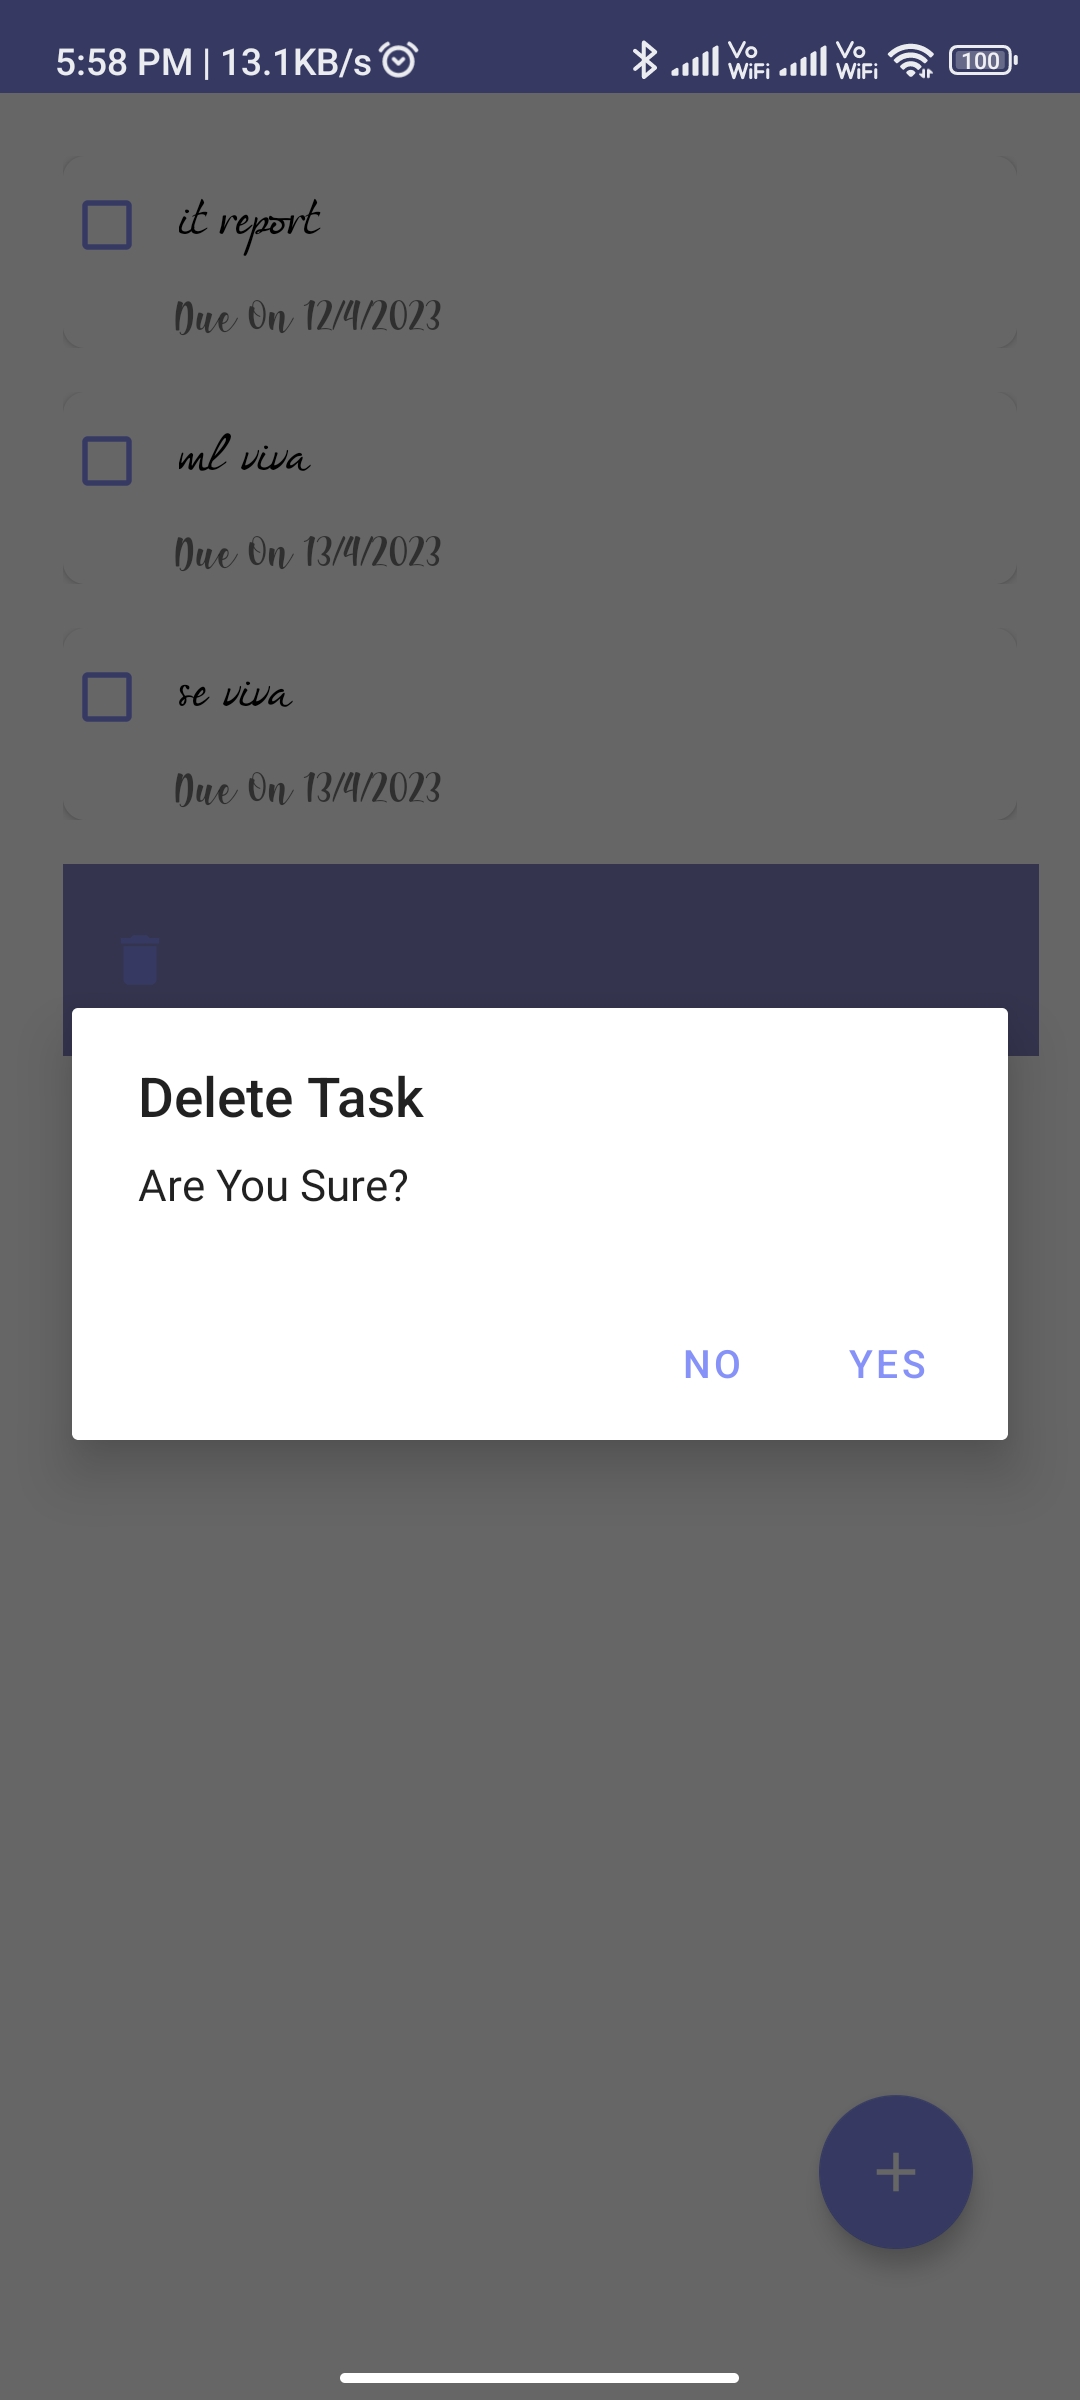 5:58 PM | 13.1KB/s Vo WiFi Vo WiFi 100
it report
Due On 12/4/2023
ml viva
Due On 13/4/2023
se viva
Due On 13/4/2023
Delete Task
Are You Sure?
NO YES